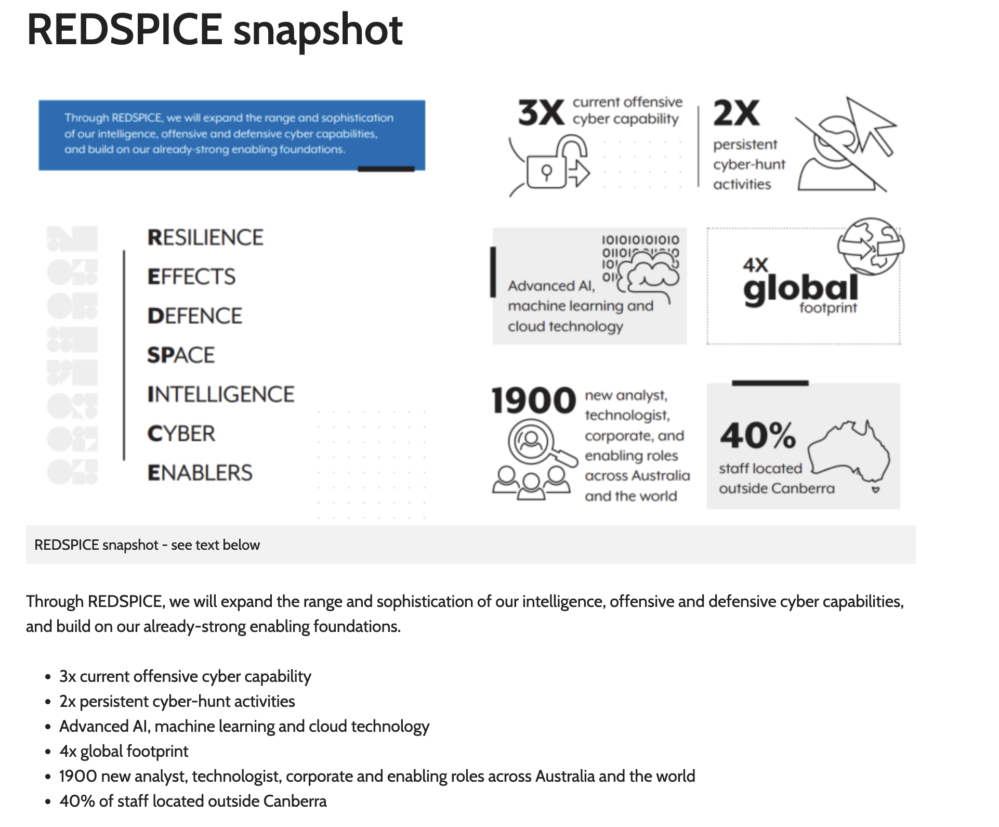 REDSPICE snapshot
Through REDSPICE, we will expand the range and sophistication
of our intelligence, offensive and defensive cyber capabilities,
and build on our already-strong enabling foundations.
RESILIENCE
EFFECTS
DEFENCE
SPACE
INTELLIGENCE
CYBER
ENABLERS
3X current offensive
cyber capability
2X
persistent
cyber-hunt
activities
101010101010
Advanced AI,
machine learning and
cloud technology
4X
global
footprint
1900 new analyst,
technologist,
corporate, and
enabling roles
across Australia
and the world
40%
staff located
outside Canberra
REDSPICE snapshot - see text below
Through REDSPICE, we will expand the range and sophistication of our intelligence, offensive and defensive cyber capabilities,
and build on our already-strong enabling foundations.
• 3x current offensive cyber capability
• 2x persistent cyber-hunt activities
• Advanced AI, machine learning and cloud technology
• 4x global footprint
• 1900 new analyst, technologist, corporate and enabling roles across Australia and the world
• 40% of staff located outside Canberra